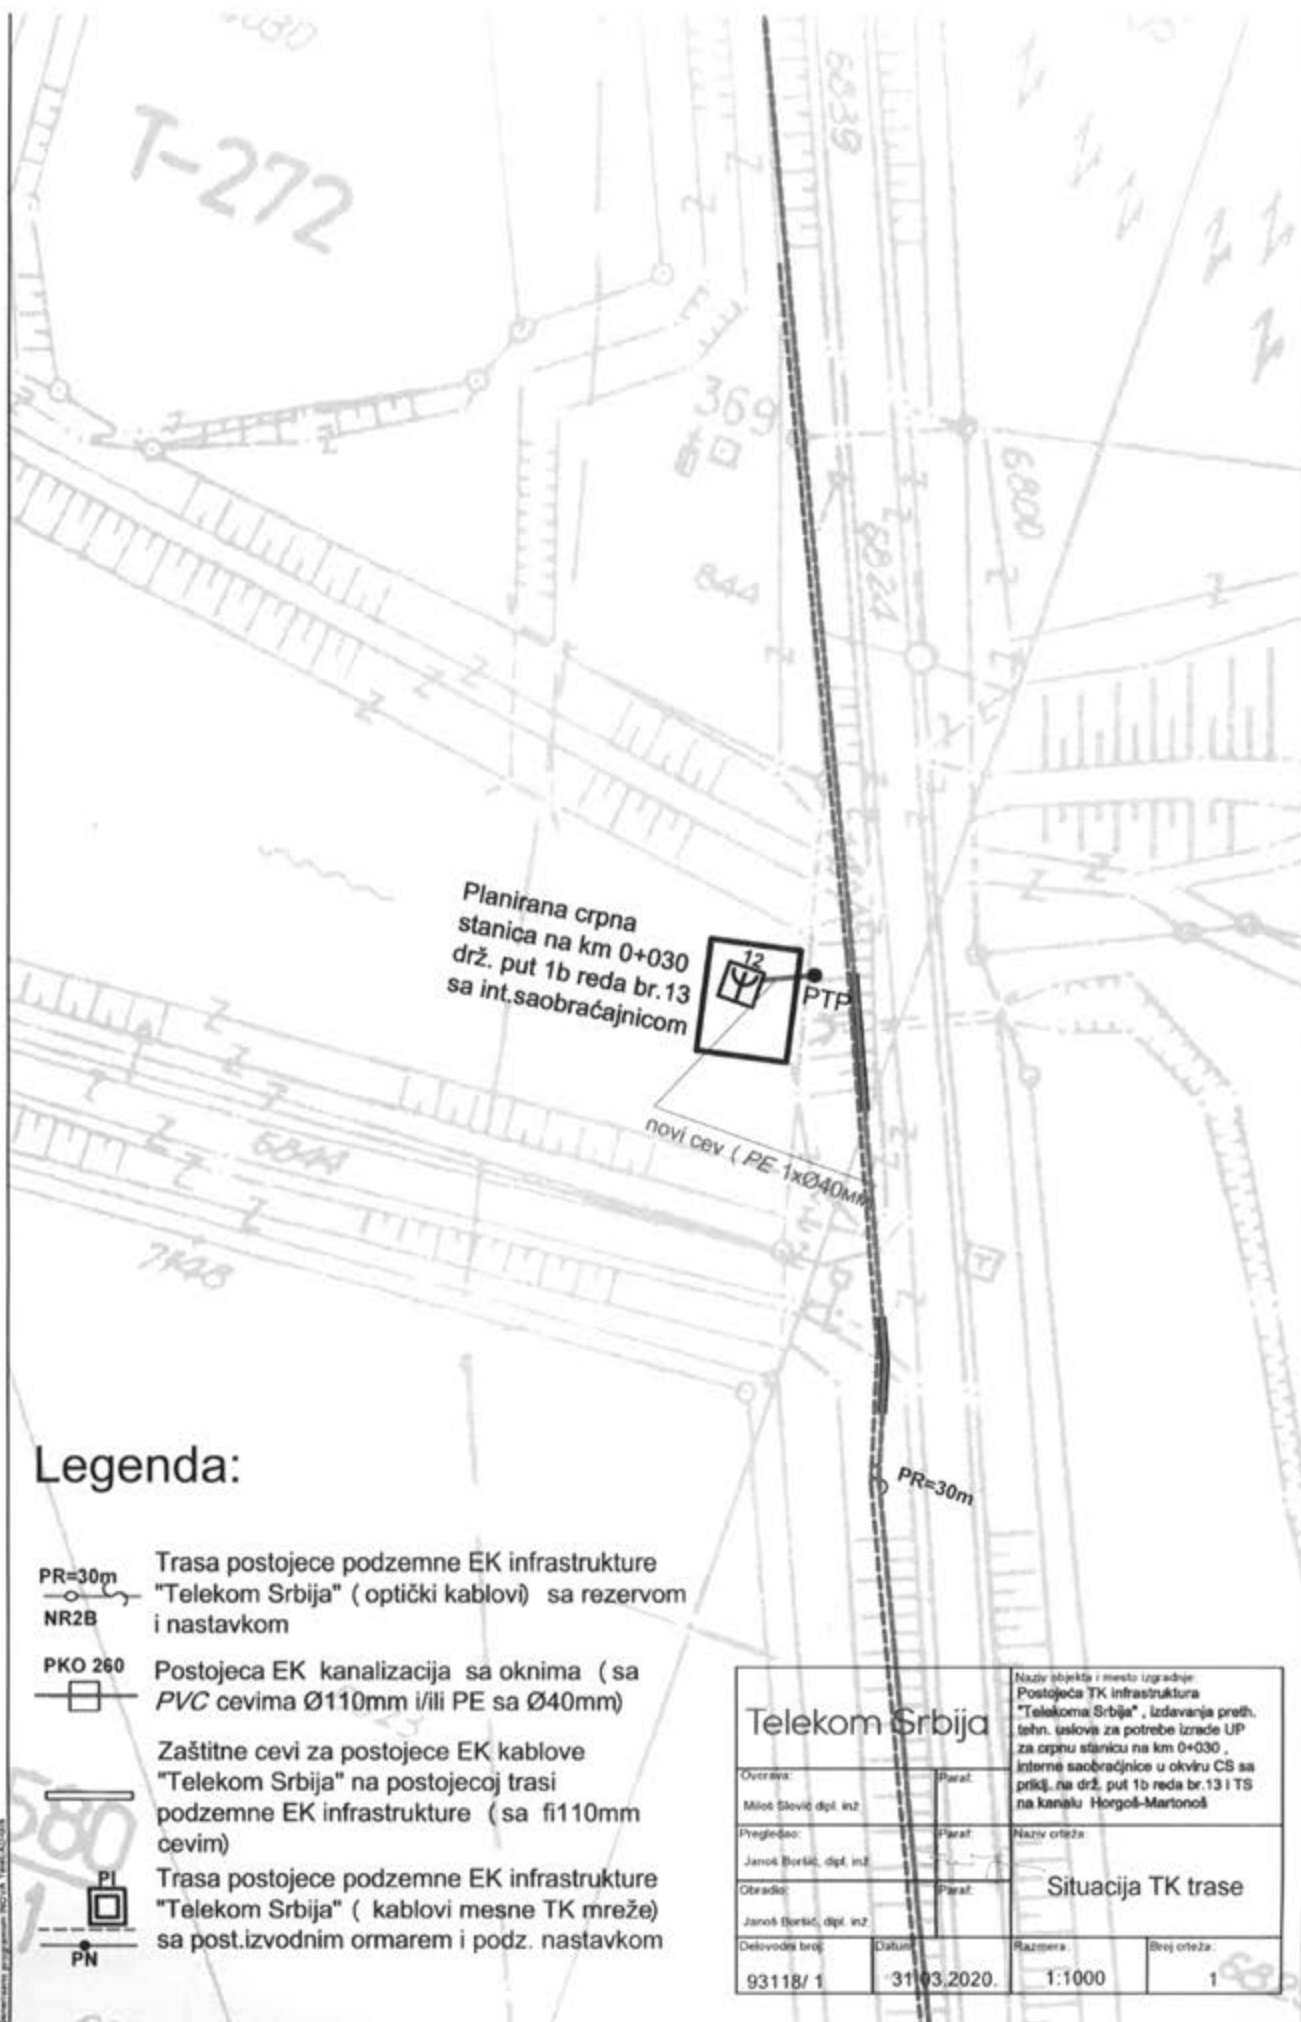 T-272
6839
369
6800
6824
844
Planirana crpna
stanica na km 0+030
drž. put 1b reda br.13
sa int.saobraćajnicom
12
PTP
novi cev ( PE 1xØ40мм
6844
7448
PR=30m
Legenda:
PR=30m
NR2B
Trasa postojece podzemne EK infrastrukture
"Telekom Srbija" ( optički kablovi) sa rezervom
i nastavkom
PKO 260
Postojeca EK kanalizacija sa oknima ( sa
PVC cevima Ø110mm i/ili PE sa Ø40mm)
Zaštitne cevi za postojece EK kablove
"Telekom Srbija" na postojecoj trasi
podzemne EK infrastrukture ( sa fi110mm
cevim)
580
1
PI
PN
Trasa postojece podzemne EK infrastrukture
"Telekom Srbija" ( kablovi mesne TK mreže)
sa post.izvodnim ormarem i podz. nastavkom
Telekom Srbija
Naziv objekta i mesto izgradnje:
Postojeća TK infrastruktura
"Telekoma Srbija" , izdavanja preth.
tehn. uslova za potrebe izrade UP
za crpnu stanicu na km 0+030 ,
interne saobraćnice u okviru CS sa
priklj. na drž. put 1b reda br.13 i TS
na kanalu Horgoš-Martonoš
Overava:
Paraf:
Miloš Slović dipl. inž
Pregledao:
Paraf:
Janoš Boršić, dipl. inž
Obradio:
Paraf:
Janoš Boršić, dipl. inž
Naziv crteža:
Situacija TK trase
Delovodni broj:
93118/ 1
Datum:
31.03.2020.
Razmera:
1:1000
Broj crteža:
1